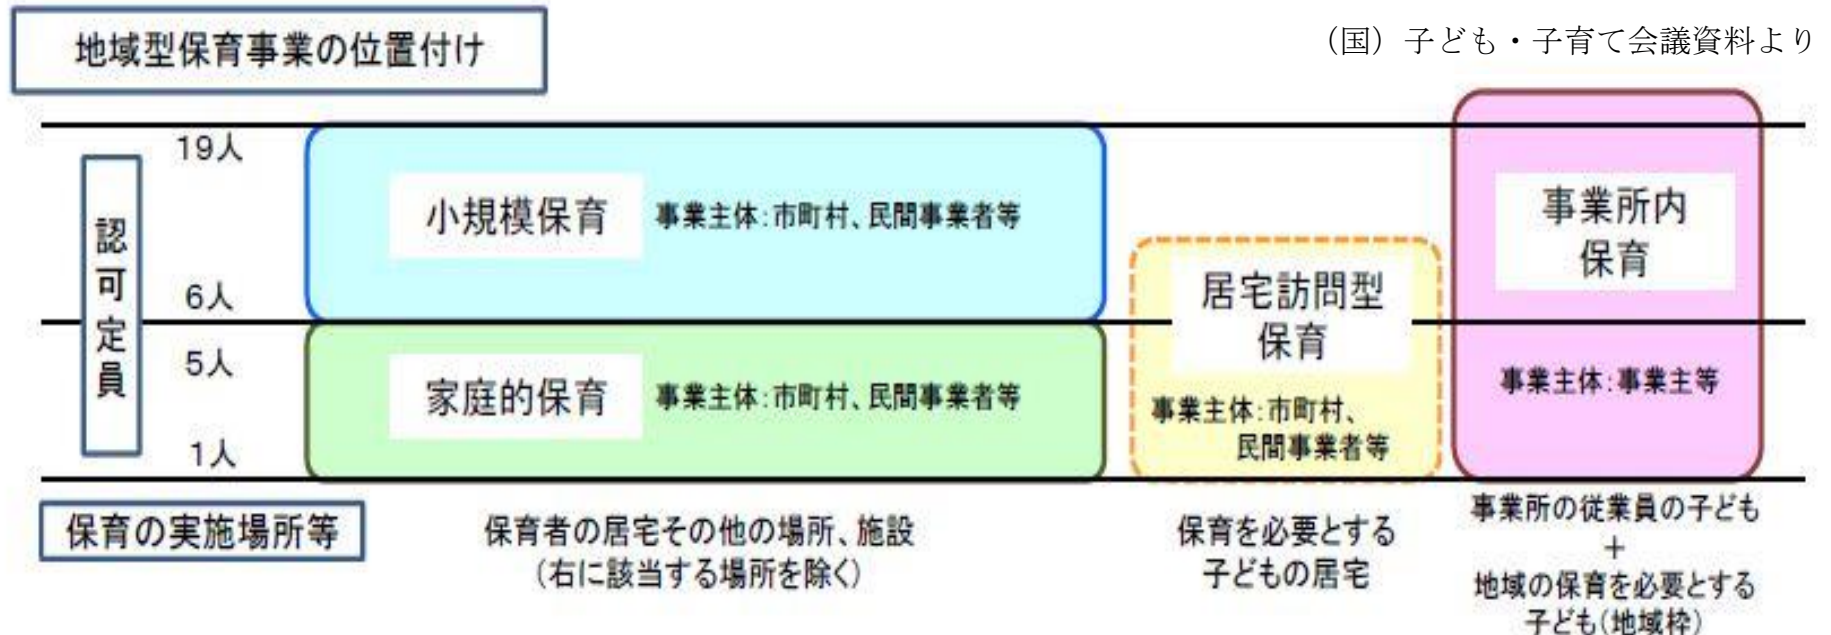 地域型保育事業の位置付け
（国）子ども・子育て会議資料より
認可定員
19人
6人
5人
1人
小規模保育
事業主体:市町村、民間事業者等
家庭的保育
事業主体:市町村、民間事業者等
居宅訪問型
保育
事業主体:市町村、
民間事業者等
事業所内
保育
事業主体:事業主等
保育の実施場所等
保育者の居宅その他の場所、施設
(右に該当する場所を除く)
保育を必要とする
子どもの居宅
事業所の従業員の子ども
+
地域の保育を必要とする
子ども(地域枠)